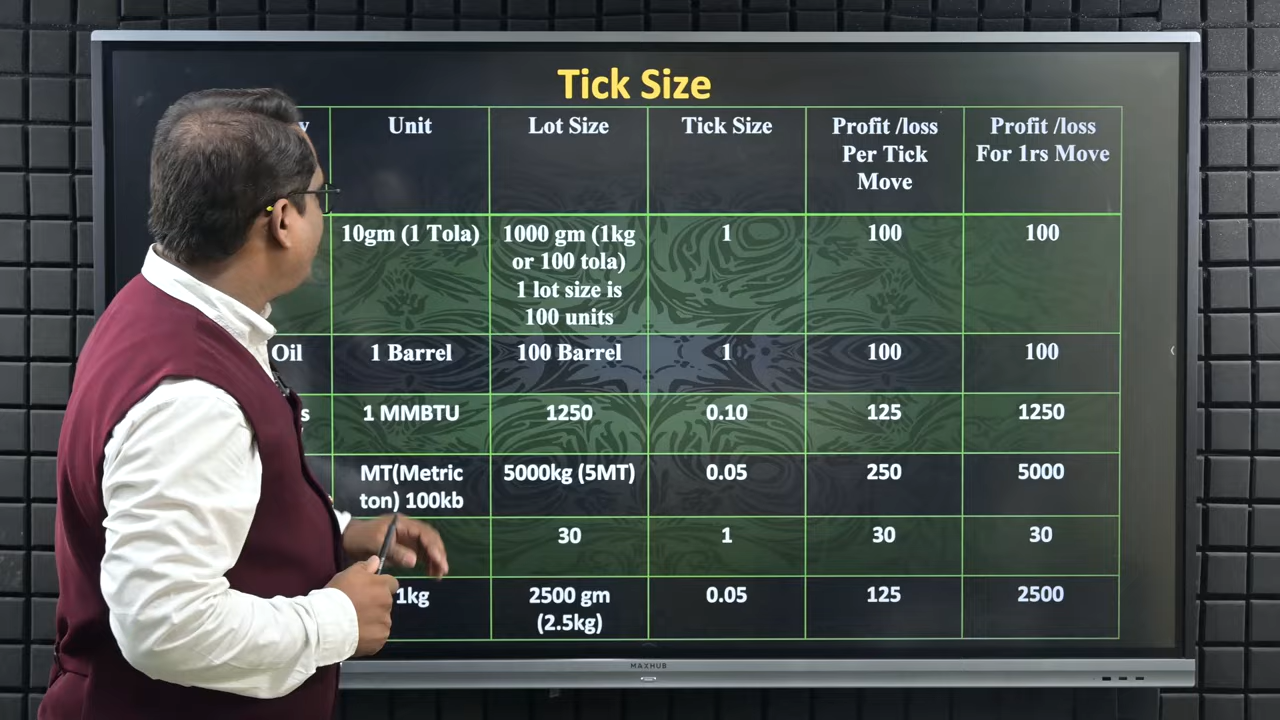 Tick Size
Unit
Lot Size
Tick Size
Profit /loss
Per Tick
Move
Profit /loss
For 1rs Move
10gm (1 Tola)
1000 gm (1kg
or 100 tola)
1 lot size is
100 units
1
100
100
Oil
1 Barrel
100 Barrel
1
100
100
1 MMBTU
1250
0.10
125
1250
MT(Metric
ton) 100kb
5000kg (5MT)
0.05
250
5000
30
1
30
30
1kg
2500 gm
(2.5kg)
0.05
125
2500
MAXHUB